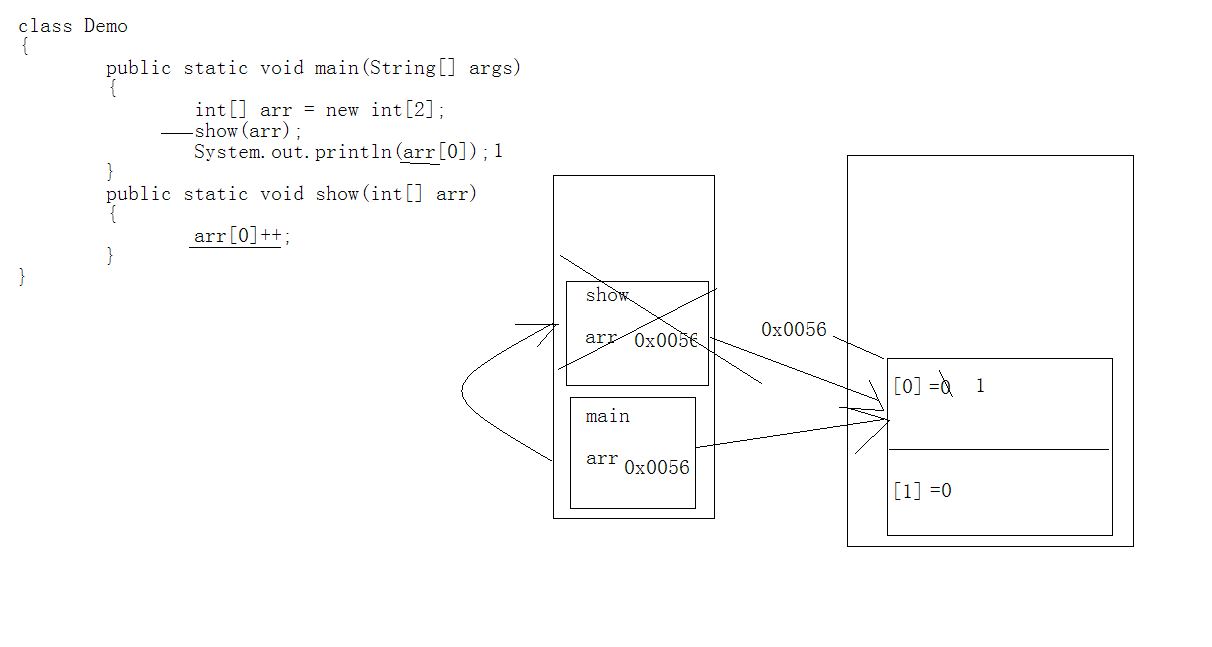 class Demo
{
public static void main(String[] args)
{
int[] arr = new int[2];
show(arr);
System.out.println(arr[0]);1
}
public static void show(int[] arr)
{
arr[0]++;
}
}
show
arr 0x0056
main
arr 0x0056
0x0056
[0] =0 1
[1] =0